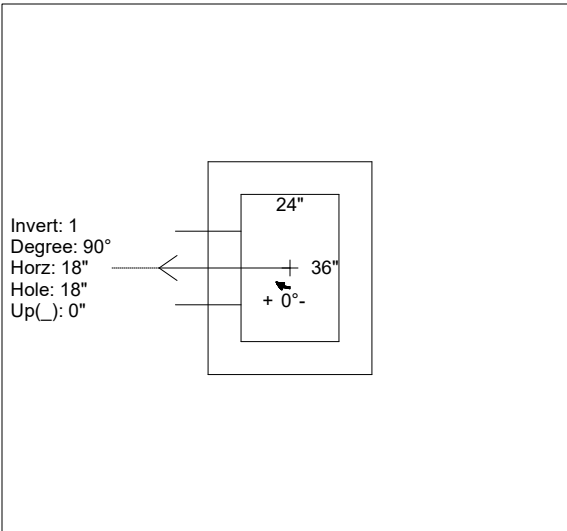 24"
Invert: 1
Degree: 90°
Horz: 18"
Hole: 18"
Up(_): 0"
36"
+ 0°-